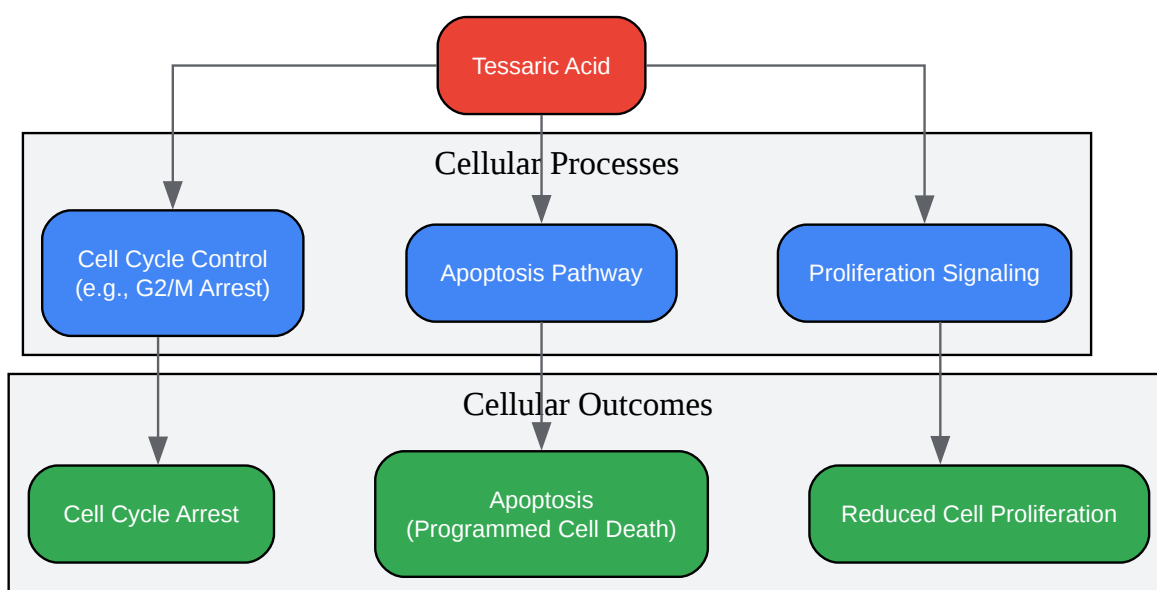 Tessaric Acid
Cellular Processes
Cell Cycle Control
(e.g., G2/M Arrest)
Apoptosis Pathway
Proliferation Signaling
Cellular Outcomes
Cell Cycle Arrest
Apoptosis
(Programmed Cell Death)
Reduced Cell Proliferation